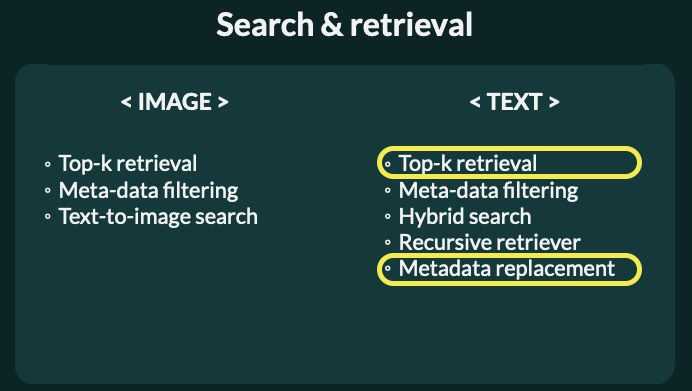 Search & retrieval
< IMAGE >
◦ Top-k retrieval
◦ Meta-data filtering
◦ Text-to-image search
< TEXT >
◦ Top-k retrieval
◦ Meta-data filtering
◦ Hybrid search
◦ Recursive retriever
◦ Metadata replacement